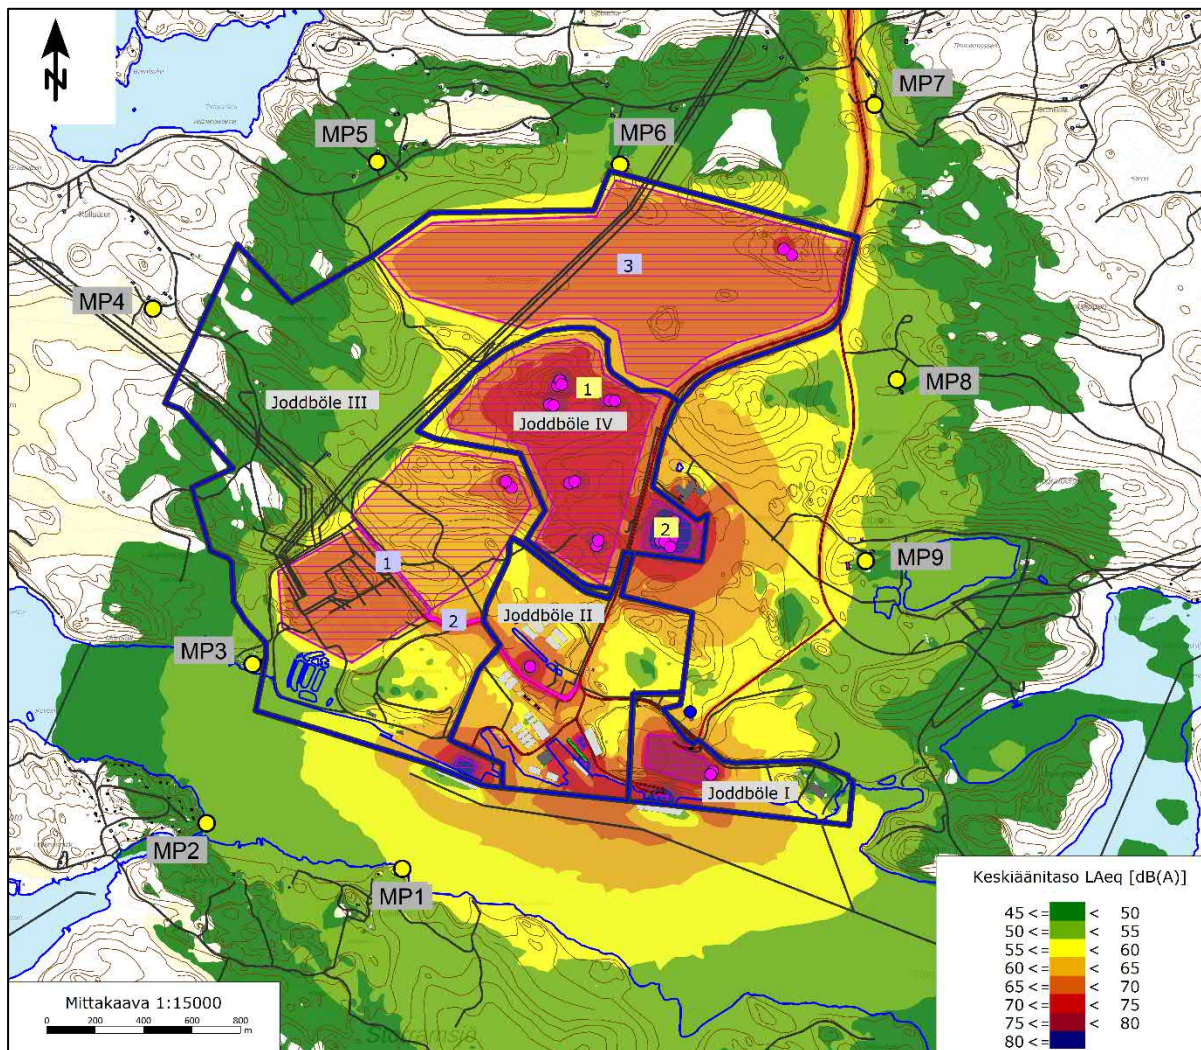 N
MP7
MP5
MP6
MP4
3
Joddböle III
1
Joddböle IV
MP8
2
1
MP9
2
Joddböle II
MP3
Joddböle I
MP2
MP1
Keskiäänitaso LAeq [dB(A)]
45 <= < 50
50 <= < 55
55 <= < 60
60 <= < 65
65 <= < 70
70 <= < 75
75 <= < 80
80 <=
Mittakaava 1:15000
0 200 400 600 800
m